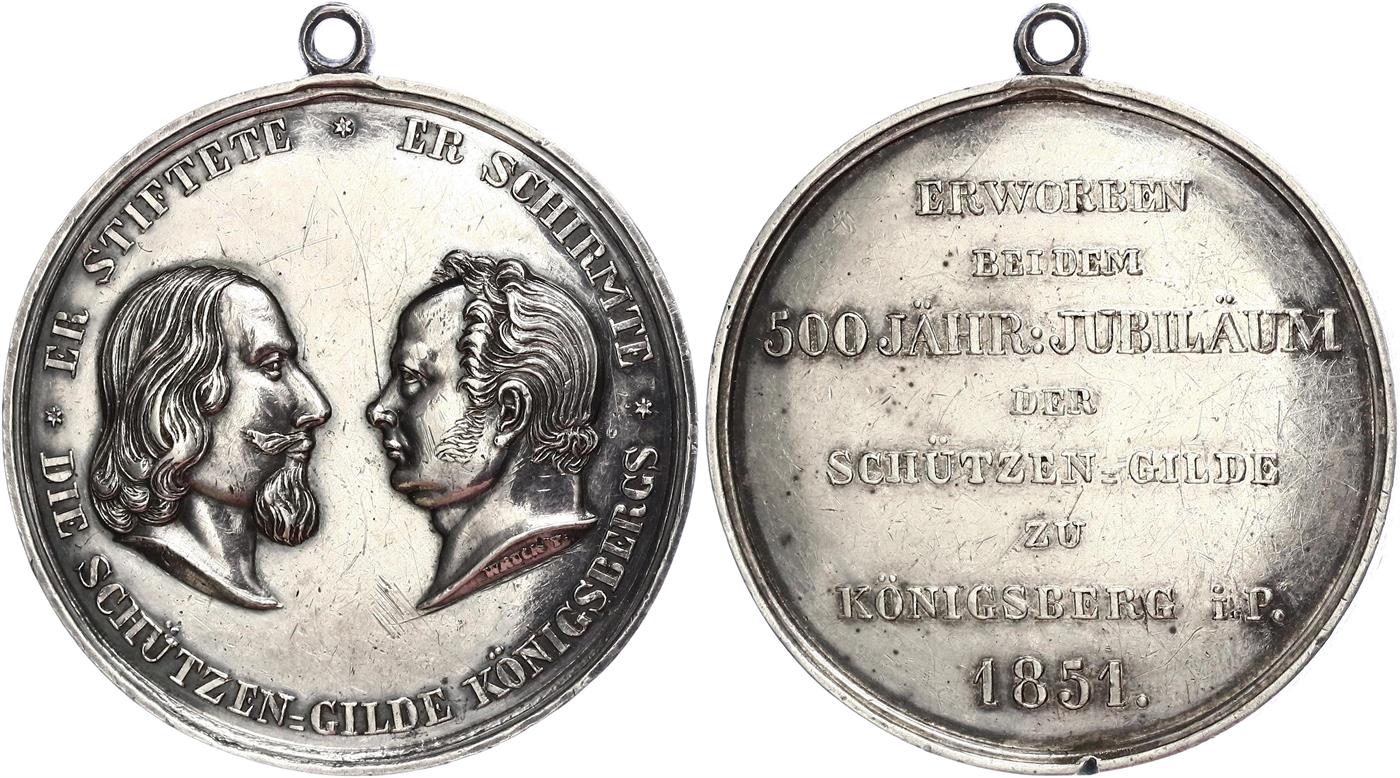 ER STIFTETE * ER SCHIRMTE *
DIE SCHÜTZEN=GILDE KÖNIGSBERGS *
ERWORBEN
BEI DEM
500 JÄHR: JUBILÄUM
DER
SCHÜTZEN=GILDE
ZU
KÖNIGSBERG i:P.
1851.